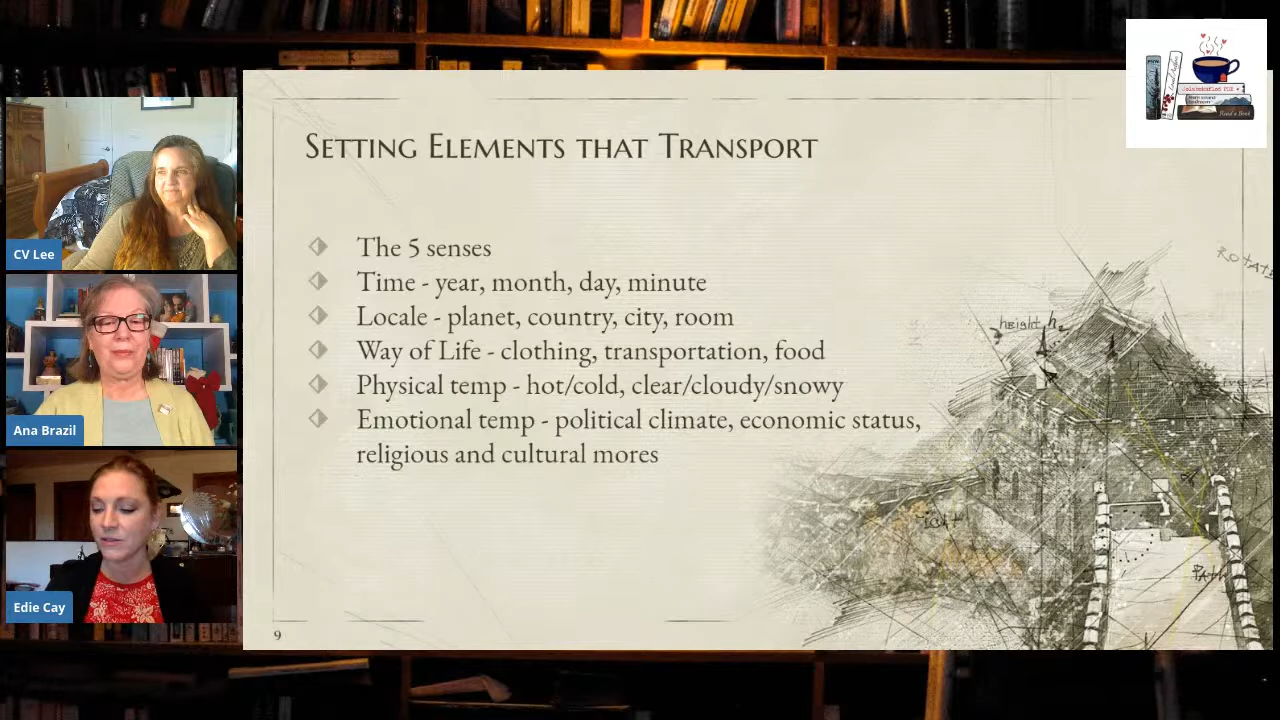 Setting Elements that Transport
The 5 senses
Time - year, month, day, minute
Locale - planet, country, city, room
Way of Life - clothing, transportation, food
Physical temp - hot/cold, clear/cloudy/snowy
Emotional temp - political climate, economic status,
religious and cultural mores
9
CV Lee
Ana Brazil
Edie Cay
height h
Read a Book